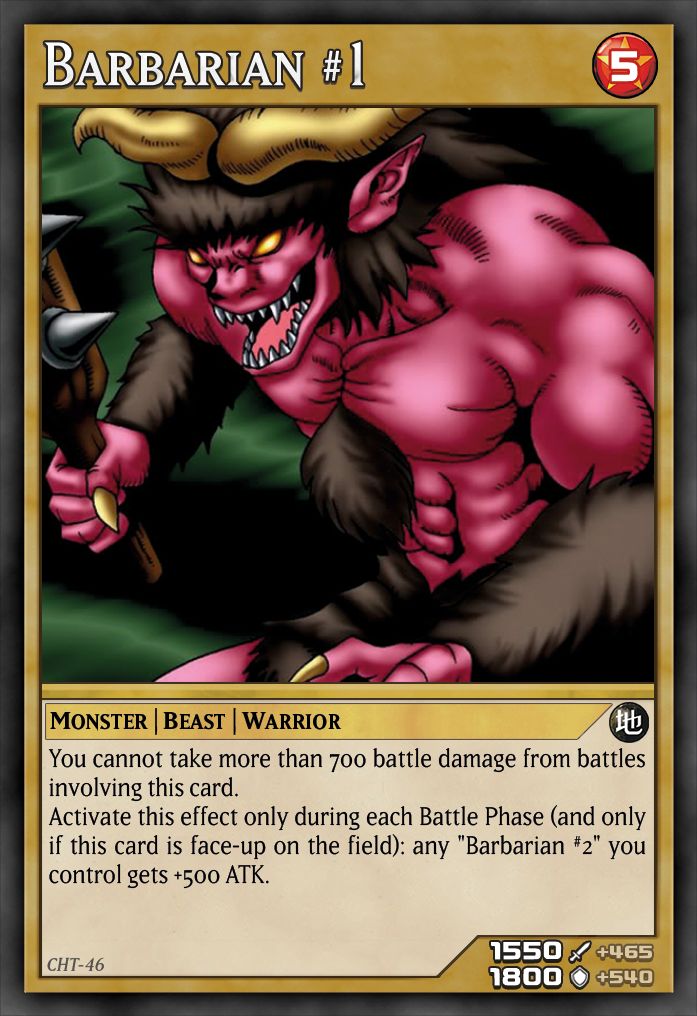 Barbarian #1
5
Monster | Beast | Warrior
地
You cannot take more than 700 battle damage from battles
involving this card.
Activate this effect only during each Battle Phase (and only
if this card is face-up on the field): any "Barbarian #2" you
control gets +500 ATK.
CHT-46
1550 +465
1800 +540